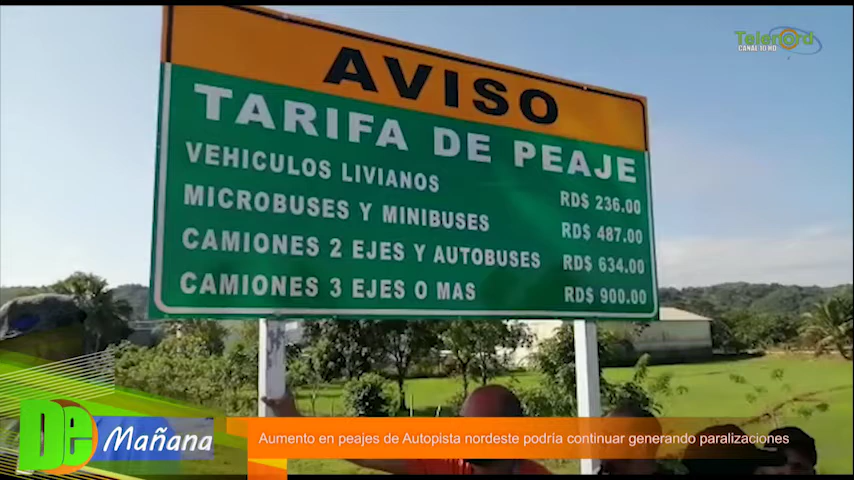 Telenord
CANAL 10 HD
AVISO
TARIFA DE PEAJE
VEHICULOS LIVIANOS RD$ 236.00
MICROBUSES Y MINIBUSES RD$ 487.00
CAMIONES 2 EJES Y AUTOBUSES RD$ 634.00
CAMIONES 3 EJES O MAS RD$ 900.00
De Mañana
Aumento en peajes de Autopista nordeste podría continuar generando paralizaciones